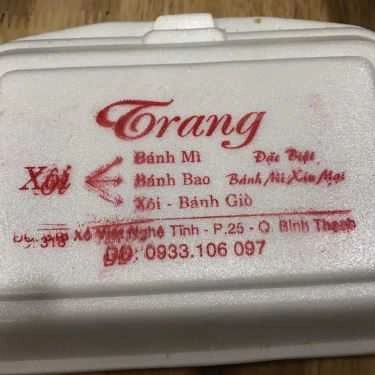 Trang
Bánh Mì Đặc Biệt
Xôi Bánh Bao Bánh Mì Xíu Mại
Xôi - Bánh Giò
Xô Viết Nghệ Tĩnh - P.25 - Q. Bình Thạnh
DĐ: 0933.106 097